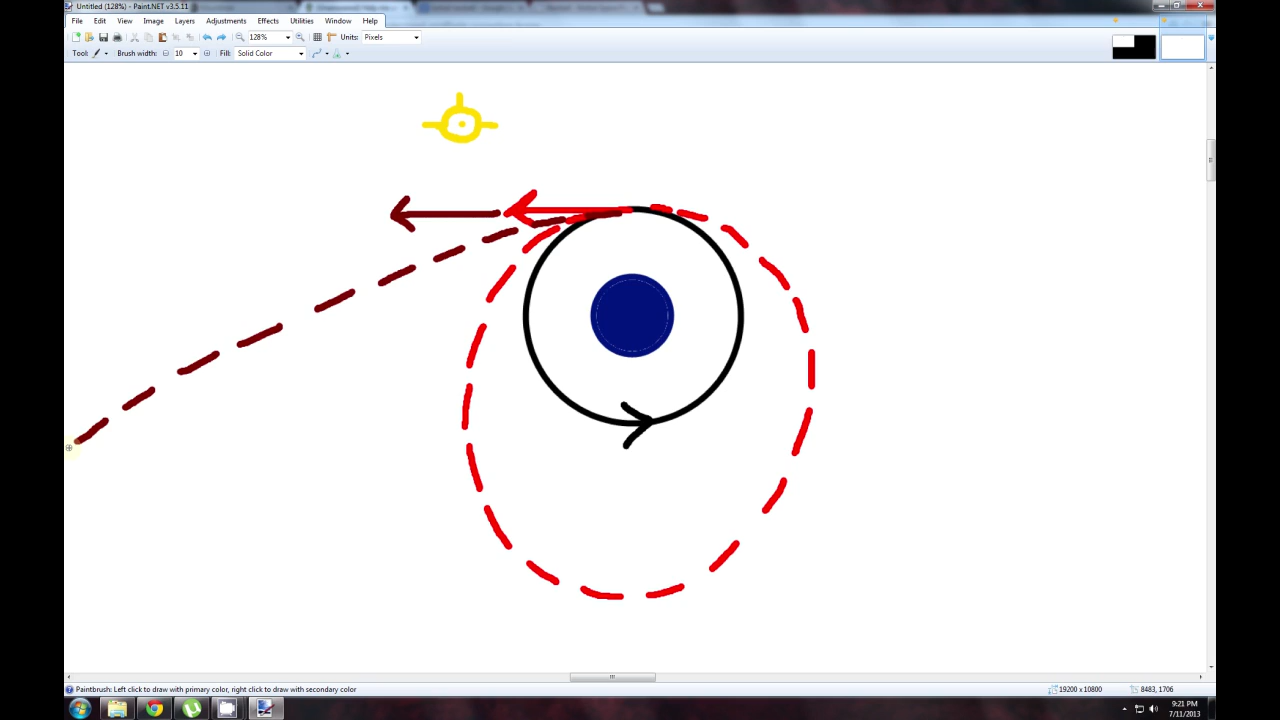 Untitled (128%) - Paint.NET v3.5.11
File Edit View Image Layers Adjustments Effects Utilities Window Help
128% Units: Pixels
Tool: Brush width: 10 Fill: Solid Color
Paintbrush: Left click to draw with primary color, right click to draw with secondary color
19200 x 10800
8483, 1706
9:21 PM
7/11/2013